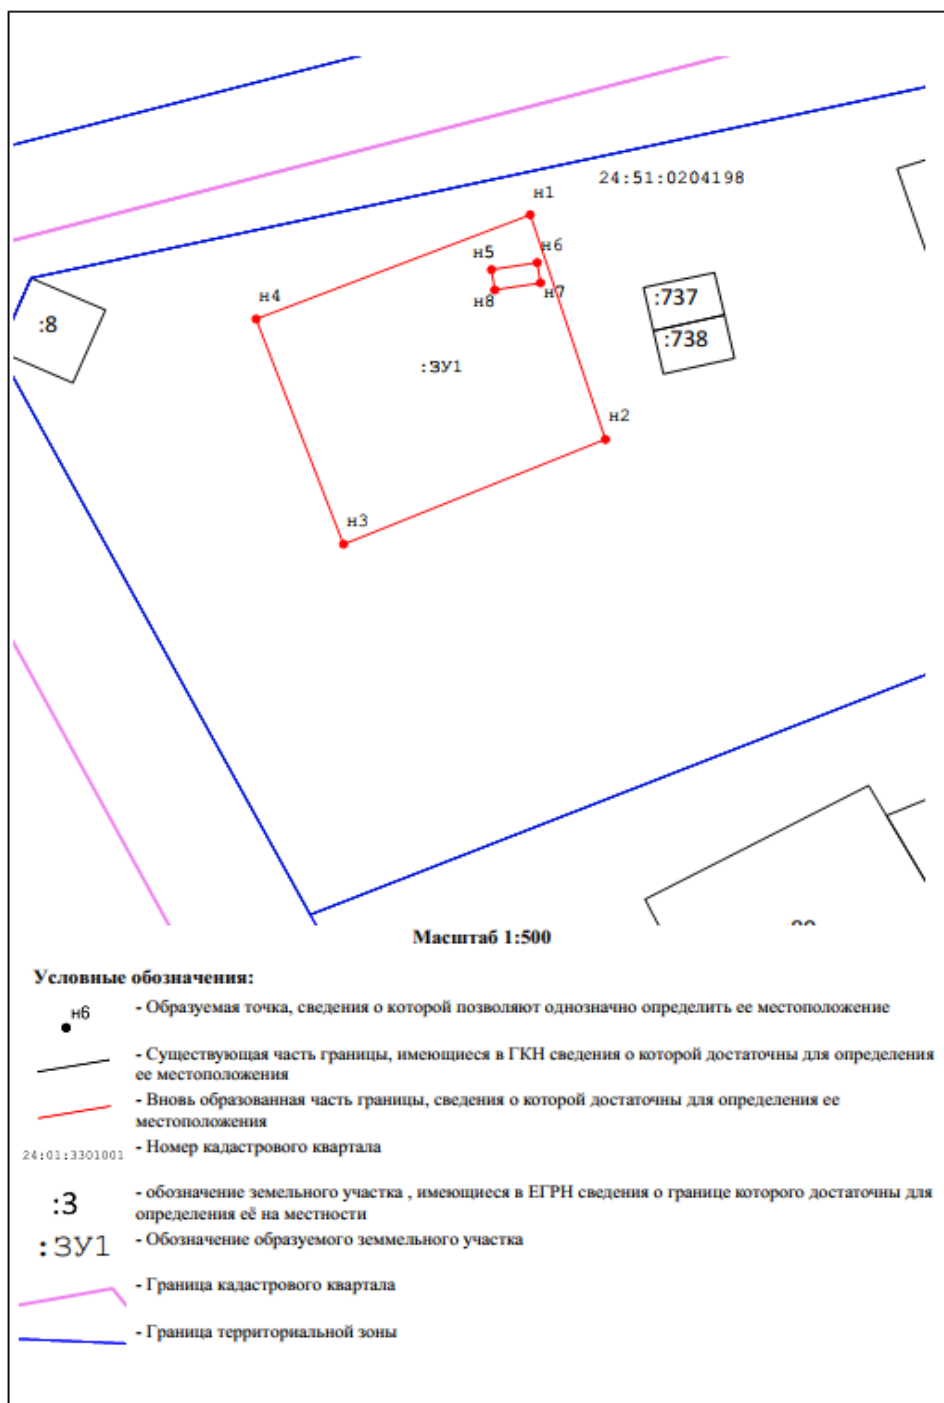 24:51:0204198
н1
н5
н6
н4
н8
н7
:737
:8
:738
:ЗУ1
н2
н3
Масштаб 1:500
Условные обозначения:
н6
- Образуемая точка, сведения о которой позволяют однозначно определить ее местоположение
- Существующая часть границы, имеющиеся в ГКН сведения о которой достаточны для определения
ее местоположения
- Вновь образованная часть границы, сведения о которой достаточны для определения ее
местоположения
24:01:3301001
- Номер кадастрового квартала
:3
- обозначение земельного участка , имеющиеся в ЕГРН сведения о границе которого достаточны для
определения её на местности
:ЗУ1
- Обозначение образуемого земмельного участка
- Граница кадастрового квартала
- Граница территориальной зоны